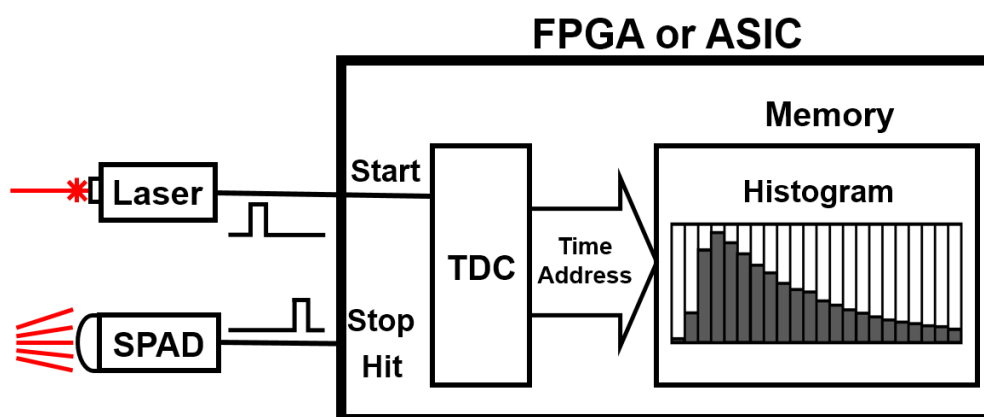 FPGA or ASIC
Memory
Laser
Start
Histogram
TDC
Time
Address
SPAD
Stop
Hit